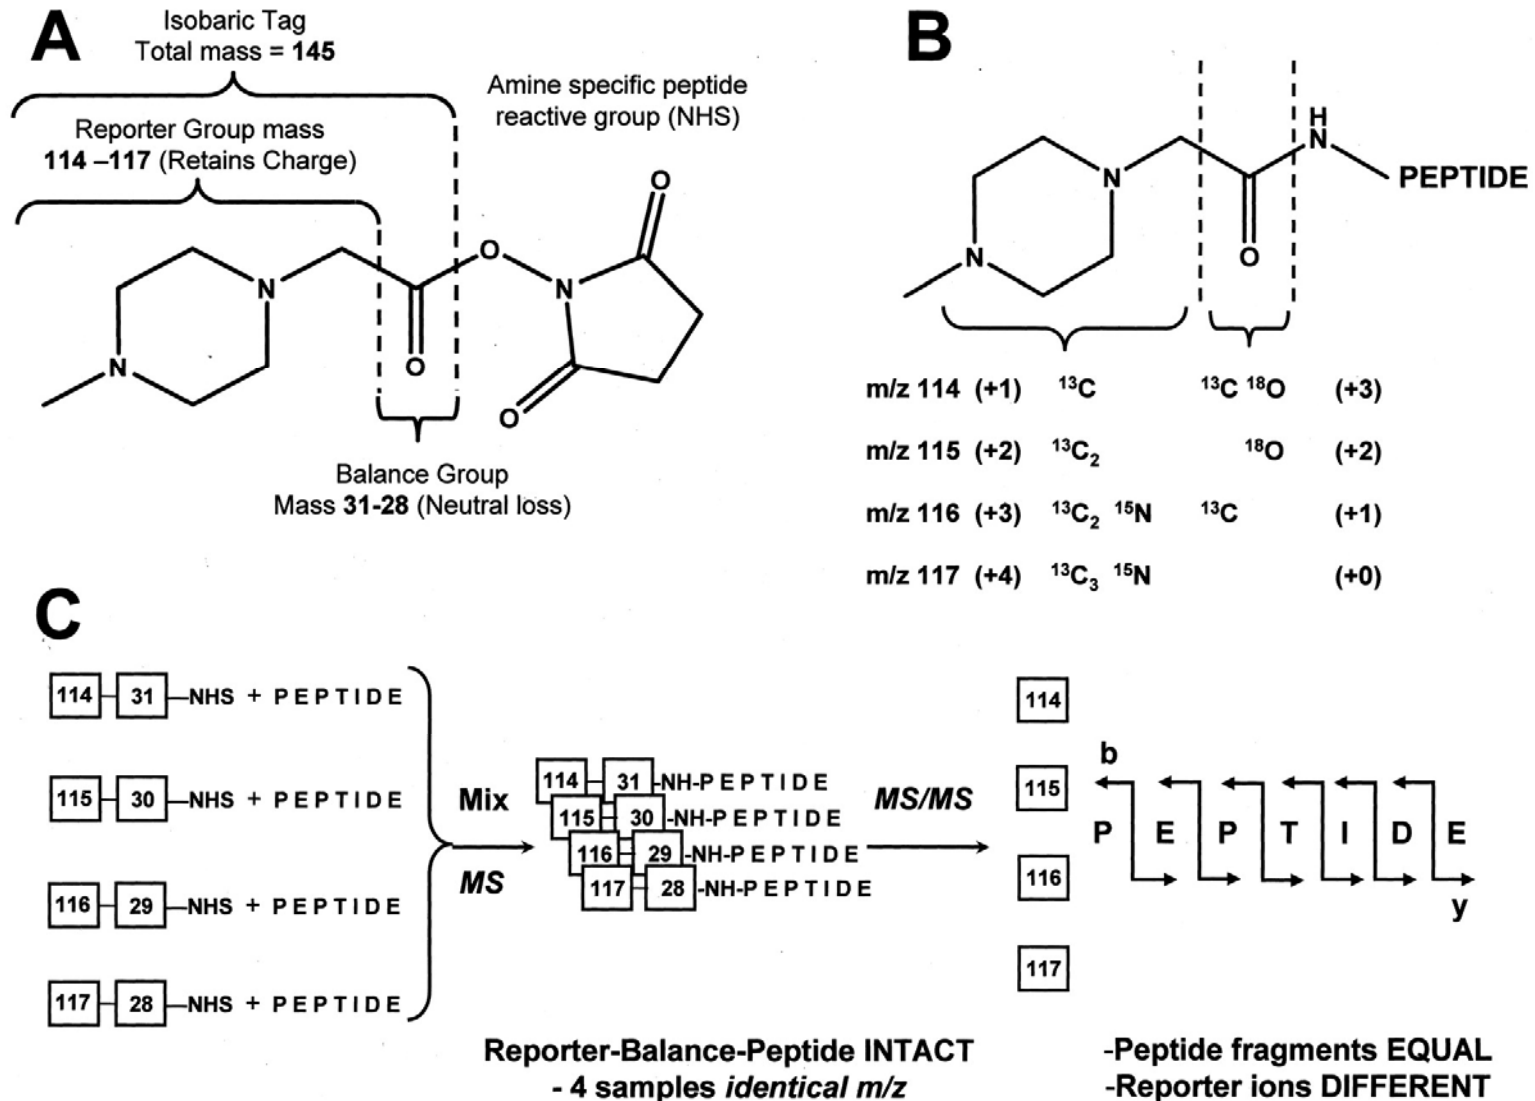 A
Isobaric Tag
Total mass = 145
Reporter Group mass
114 –117 (Retains Charge)
Amine specific peptide
reactive group (NHS)
O
O
N
N
N
O
O
Balance Group
Mass 31-28 (Neutral loss)
B
H
N
N
PEPTIDE
N
O
m/z 114 (+1) ¹³C ¹³C ¹⁸O (+3)
m/z 115 (+2) ¹³C₂ ¹⁸O (+2)
m/z 116 (+3) ¹³C₂ ¹⁵N ¹³C (+1)
m/z 117 (+4) ¹³C₃ ¹⁵N (+0)
C
114 31 NHS + PEPTIDE
115 30 NHS + PEPTIDE
116 29 NHS + PEPTIDE
117 28 NHS + PEPTIDE
Mix
MS
114 31 -NH-PEPTIDE
115 30 -NH-PEPTIDE
116 29 -NH-PEPTIDE
117 28 -NH-PEPTIDE
MS/MS
114
115
116
117
b
P E P T I D E
y
Reporter-Balance-Peptide INTACT
- 4 samples identical m/z
-Peptide fragments EQUAL
-Reporter ions DIFFERENT